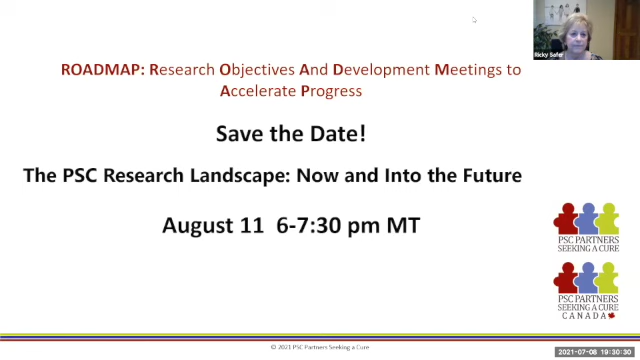 ROADMAP: Research Objectives And Development Meetings to
Accelerate Progress
Save the Date!
The PSC Research Landscape: Now and Into the Future
August 11 6-7:30 pm MT
Ricky Safer
PSC PARTNERS
SEEKING A CURE
PSC PARTNERS
SEEKING A CURE
CANADA
© 2021 PSC Partners Seeking a Cure
2021-07-08 19:30:30